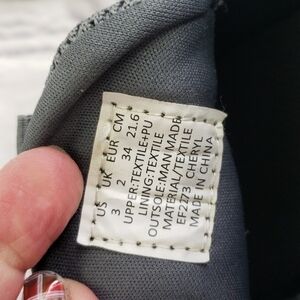 US UK EUR CM
3 2 34 21.6
UPPER:TEXTILE+PU
LINING:TEXTILE
OUTSOLE:MAN MADE
MATERIAL/TEXTILE
EF2273 CHERYL
MADE IN CHINA